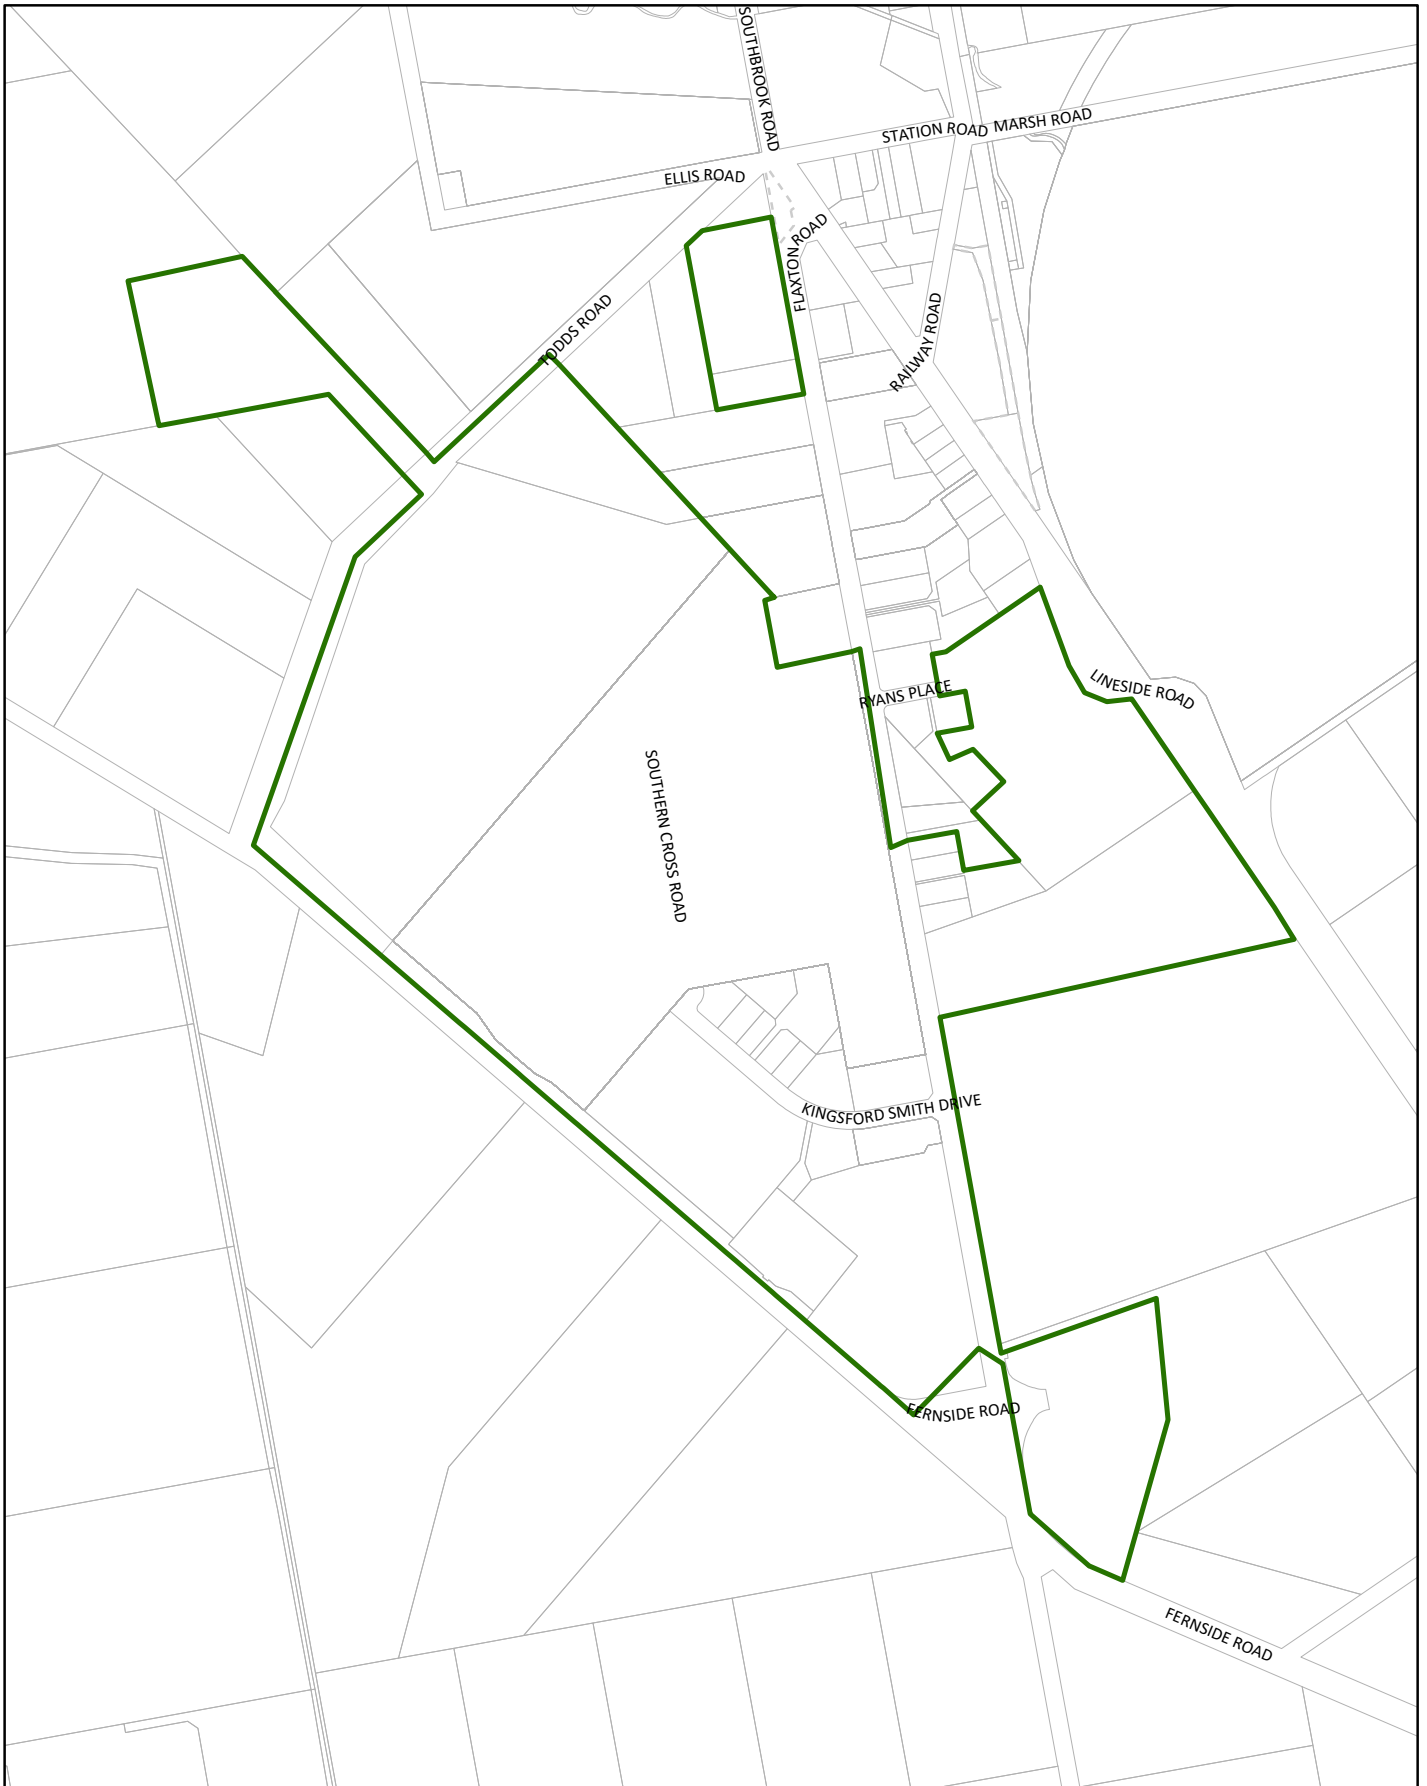 SOUTHBROOK ROAD
STATION ROAD
MARSH ROAD
ELLIS ROAD
FLAXTON ROAD
TODDS ROAD
RAILWAY ROAD
LINESIDE ROAD
RYANS PLACE
SOUTHERN CROSS ROAD
KINGSFORD SMITH DRIVE
FERNSIDE ROAD
FERNSIDE ROAD